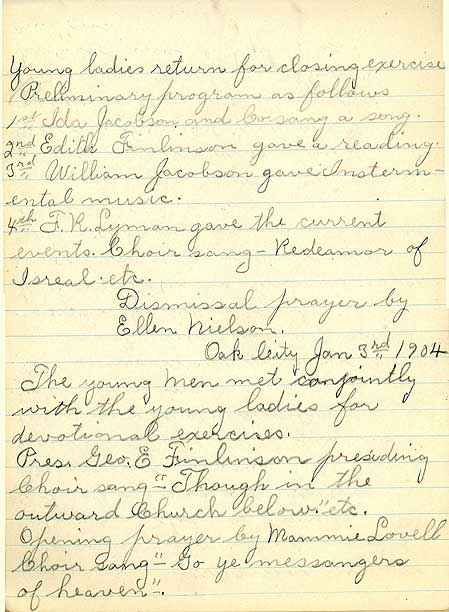 Young ladies return for closing exercise
Preliminary program as follows
1st Ida Jacobson and Co sang a song.
2nd Edith Finlinson gave a reading.
3rd William Jacobson gave Insterm-
ental music.
4th F. R. Lyman gave the current
events. Choir sang - Redeamor of
Isreal. etc.
Dismissal prayer by
Ellen Nielson.
Oak City Jan 3rd 1904
The young men met conjointly
with the young ladies for
devotional exercises.
Pres. Geo. E Finlinson presiding
Choir sang "Though in the
outward Church below." etc.
Opening prayer by Mammie Lovell
Choir sang "Go ye messangers
of heaven".